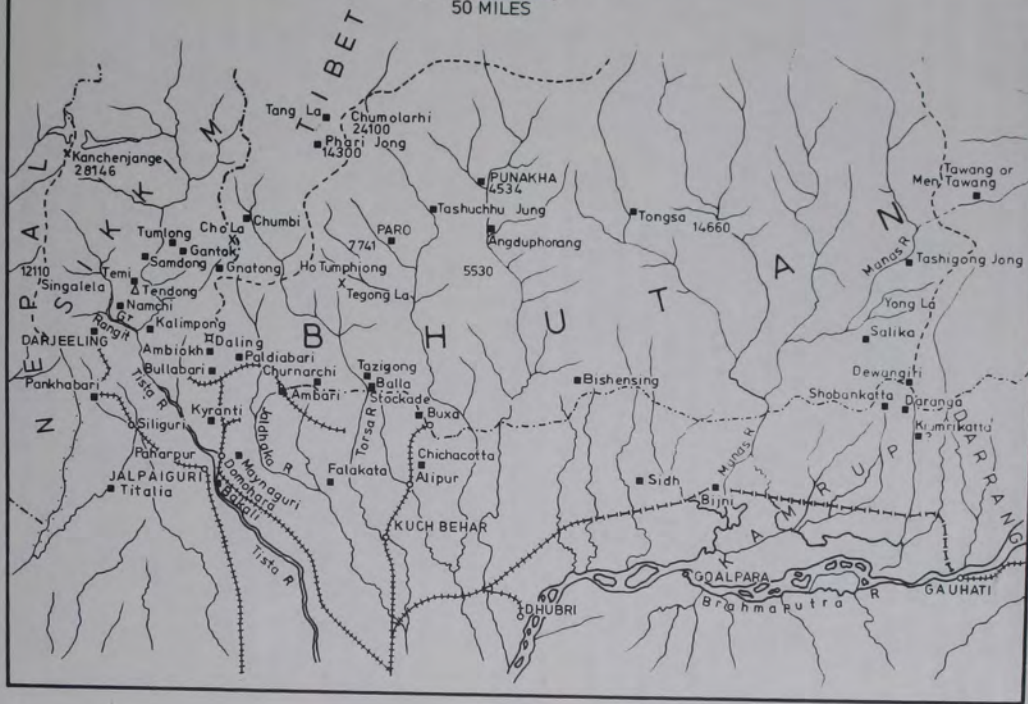 50 MILES
TIBET
Tang La
Chumolarhi
24100
Phari Jong
14300
Kanchenjange
28146
NEPAL
SIKKIM
BHUTAN
PUNAKHA
4534
Tawang or
Men Tawang
Tashuchhu Jung
Tongsa
14660
Chumbi
Cho La
Tumlong
Gantok
Samdong
Gnatong
PARO
7741
Angduphorang
5530
Manas R
Tashigong Jong
12110
Singalela
Temi
Tendong
Ho Tumphiong
Tegong La
Yong La
Namchi
Gr
Rangit
Kalimpong
Salika
DARJEELING
Daling
Ambiokh
Paldiabari
Bullabari
Churnarchi
Tazigong
Balla
Stockade
Bishensing
Dewangiri
Pankhabari
Tista R
Ambari
Shobankatta
Daranga
Kyranti
Buxa
Kumrikatta
?
Siliguri
Torsa R
DARRANG
Paharpur
Maynaguri
Falakata
Chichacotta
Alipur
Manas R
JALPAIGURI
Titalia
Domohara
Bakali
Sidh
Bijni
KAMRUP
KUCH BEHAR
Tista R
GOALPARA
GAUHATI
Brahmaputra R
DHUBRI